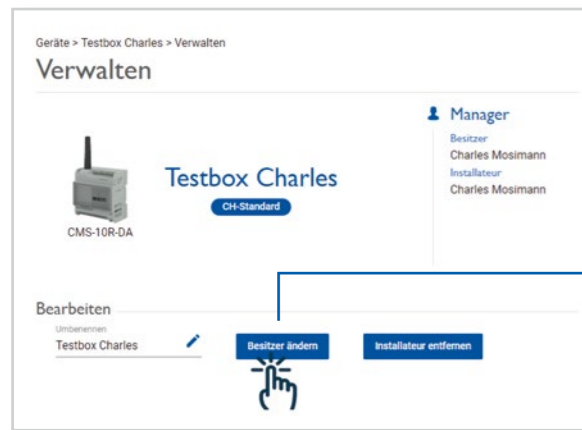 Geräte > Testbox Charles > Verwalten
Verwalten
Manager
Besitzer
Charles Mosimann
Installateur
Charles Mosimann
Testbox Charles
CH-Standard
CMS-10R-DA
Bearbeiten
Umbenennen
Testbox Charles
Besitzer ändern
Installateur entfernen